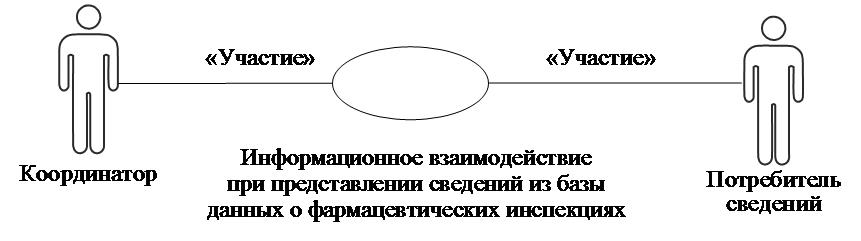 «Участие»
«Участие»
Координатор
Информационное взаимодействие
при представлении сведений из базы
данных о фармацевтических инспекциях
Потребитель
сведений